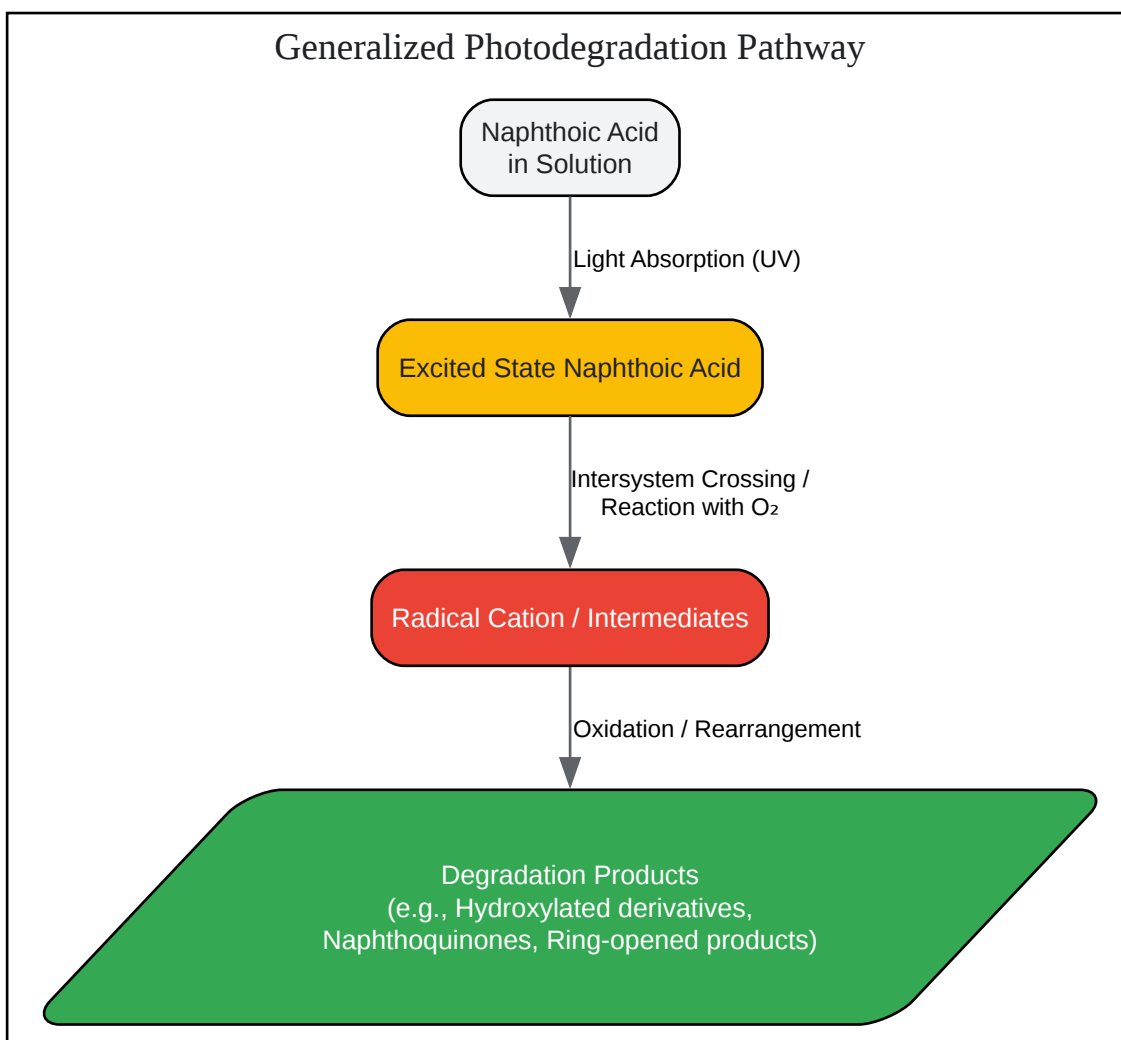 Generalized Photodegradation Pathway
Naphthoic Acid
in Solution
Light Absorption (UV)
Excited State Naphthoic Acid
Intersystem Crossing /
Reaction with O₂
Radical Cation / Intermediates
Oxidation / Rearrangement
Degradation Products
(e.g., Hydroxylated derivatives,
Naphthoquinones, Ring-opened products)